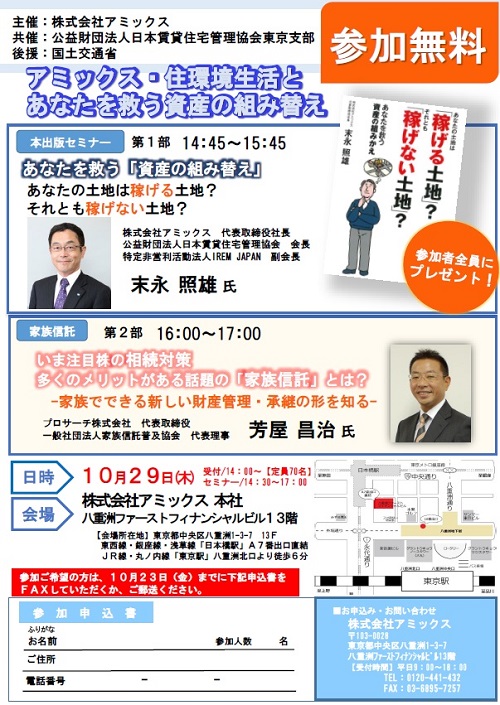 主催：株式会社アミックス
共催：公益財団法人日本賃貸住宅管理協会東京支部
後援：国土交通省
参加無料
アミックス・住環境生活と
あなたを救う資産の組み替え
本出版セミナー 第１部 14:45～15:45
あなたを救う「資産の組み替え」
あなたの土地は稼げる土地？
それとも稼げない土地？
株式会社アミックス 代表取締役社長
公益財団法人日本賃貸住宅管理協会 会長
特定非営利活動法人IREM JAPAN 副会長
末永 照雄 氏
あなたの土地は
「稼げる土地」？
それとも
「稼げない土地」？
あなたを救う
資産の組みかえ
末永 照雄
参加者全員に
プレゼント！
家族信託 第２部 16:00～17:00
いま注目株の相続対策
多くのメリットがある話題の「家族信託」とは？
-家族でできる新しい財産管理・承継の形を知る-
プロサーチ株式会社 代表取締役
一般社団法人家族信託普及協会 代表理事
芳屋 昌治 氏
日時 １０月２９日(木) 受付/14：00～【定員70名】
セミナー/14：30～17：00
会場 株式会社アミックス 本社
八重洲ファーストフィナンシャルビル１３階
【会場所在地】東京都中央区八重洲1-3-7 13F
東西線・銀座線・浅草線「日本橋駅」A７番出口直結
ＪＲ線・丸ノ内線「東京駅」八重洲北口より徒歩６分
日本橋駅
中央通り
八重洲通り
永代通り
東京駅
参加ご希望の方は、１０月２３日（金）までに下記申込書を
ＦＡＸしていただくか、ご郵送ください。
参加申込書
ふりがな
お名前 参加人数 名
ご住所
電話番号 － －
■お申込み・お問い合わせ
株式会社アミックス
〒103-0028
東京都中央区八重洲1-3-7
八重洲ファーストフィナンシャルビル13階
【受付時間】平日9：00～18：00
TEL：0120-441-432
FAX：03-6895-7257